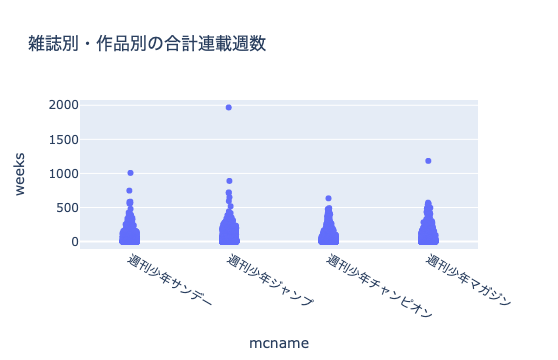 雑誌別・作品別の合計連載週数
2000
1500
1000
500
0
weeks
週刊少年サンデー
週刊少年ジャンプ
週刊少年チャンピオン
週刊少年マガジン
mcname